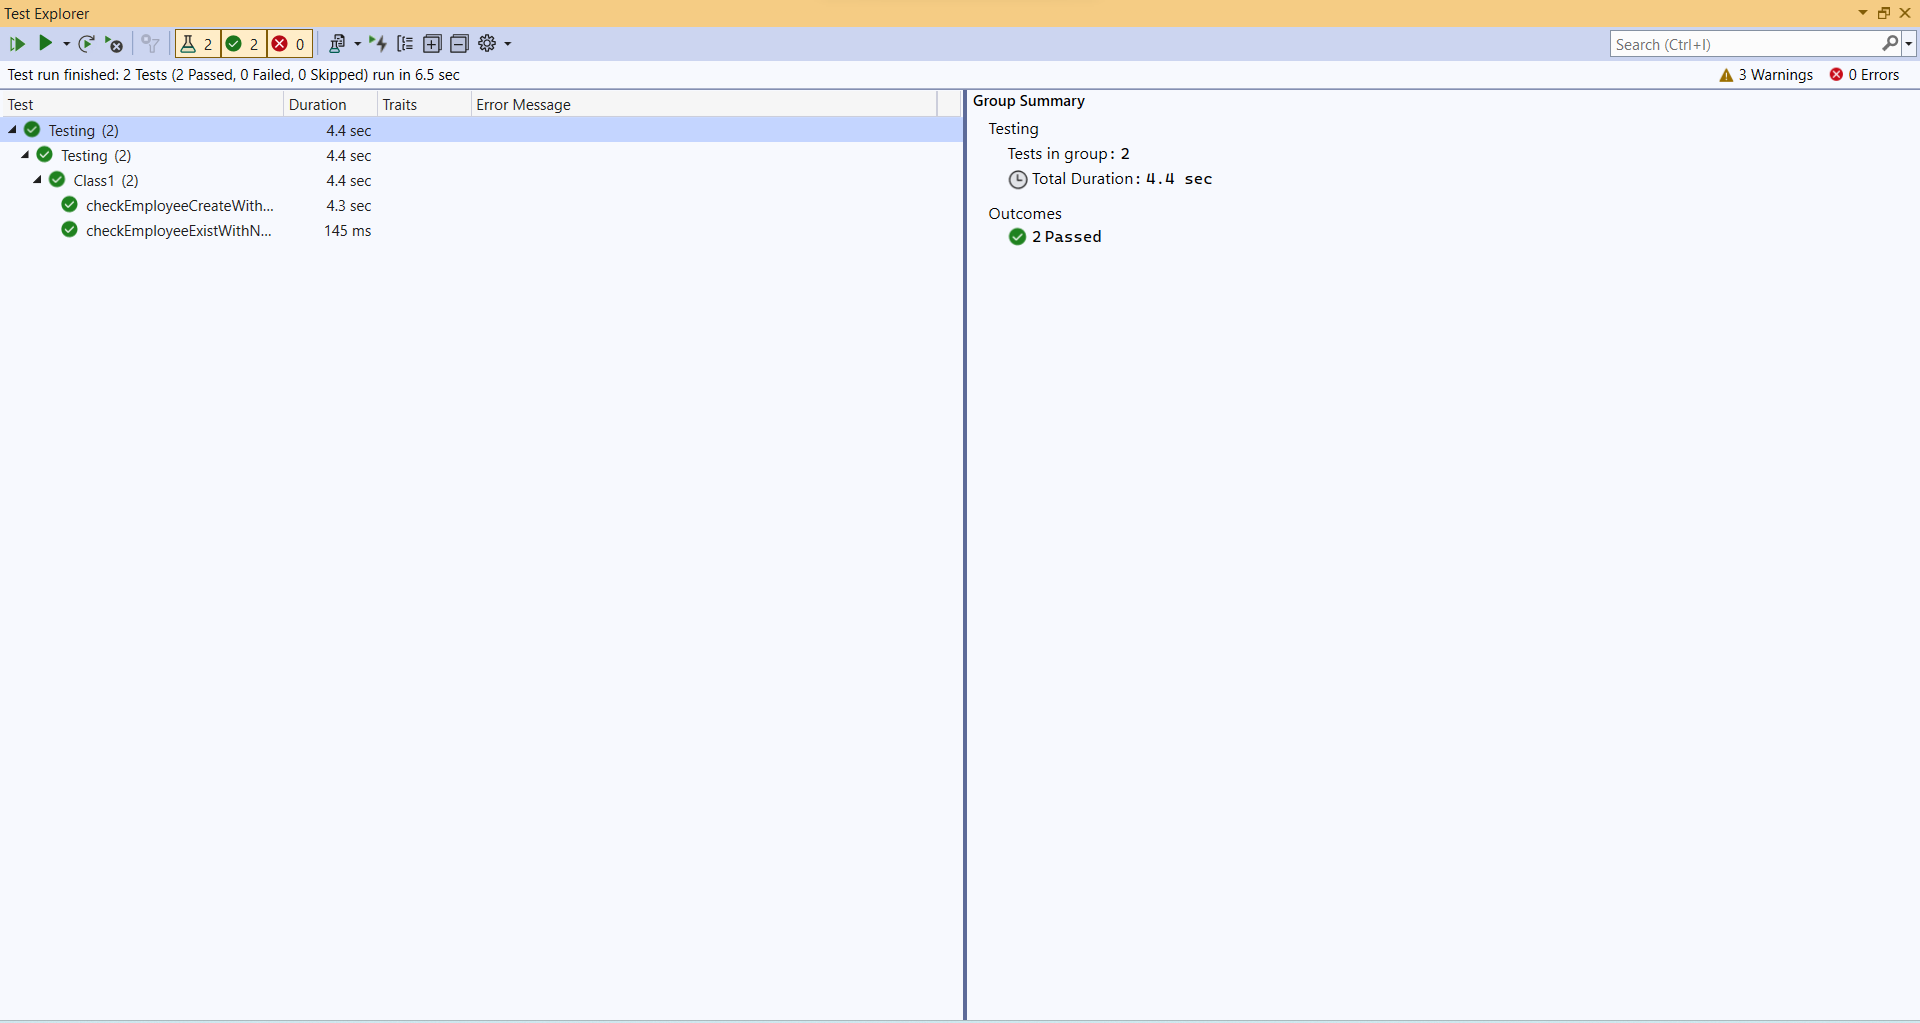 Test Explorer
2 2 0
Search (Ctrl+I)
Test run finished: 2 Tests (2 Passed, 0 Failed, 0 Skipped) run in 6.5 sec
3 Warnings 0 Errors
Test Duration Traits Error Message
Testing (2) 4.4 sec
Testing (2) 4.4 sec
Class1 (2) 4.4 sec
checkEmployeeCreateWith... 4.3 sec
checkEmployeeExistWithN... 145 ms
Group Summary
Testing
Tests in group: 2
Total Duration: 4.4 sec
Outcomes
2 Passed